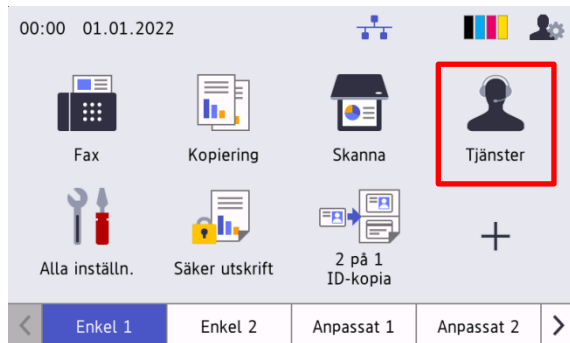 00:00 01.01.2022
Fax
Kopiering
Skanna
Tjänster
Alla inställn.
Säker utskrift
2 på 1
ID-kopia
Enkel 1
Enkel 2
Anpassat 1
Anpassat 2